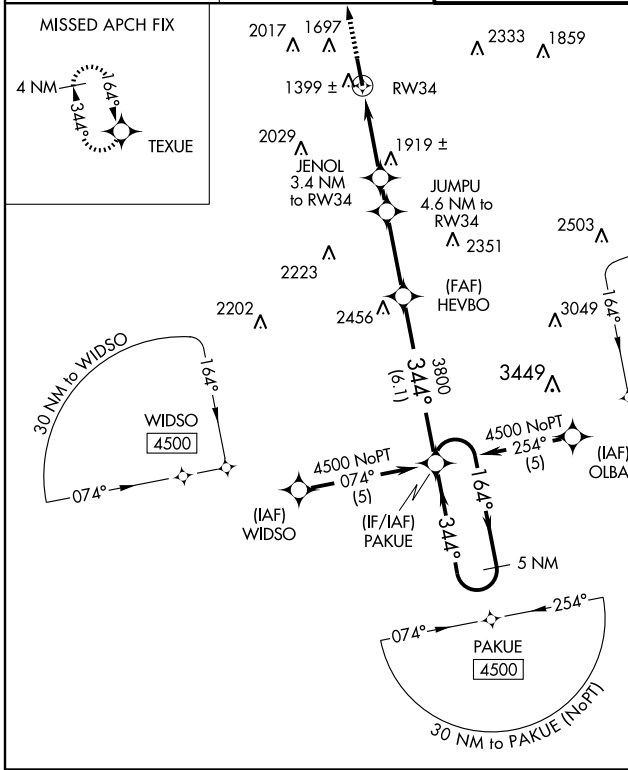 MISSED APCH FIX
4 NM
164°
344°
TEXUE
2017
1697
2333
1859
1399 ±
RW34
2029
1919 ±
JENOL
3.4 NM
to RW34
JUMPU
4.6 NM to
RW34
2351
2503
2223
(FAF)
HEVBO
2202
2456
3049
164°
30 NM to WIDSO
164°
WIDSO
4500
074°
344°
3800
(6.1)
3449
4500 NoPT
254°
(5)
(IAF)
OLBA
4500 NoPT
074°
(5)
(IAF)
WIDSO
(IF/IAF)
PAKUE
164°
344°
5 NM
074°
254°
PAKUE
4500
30 NM to PAKUE (NoPT)